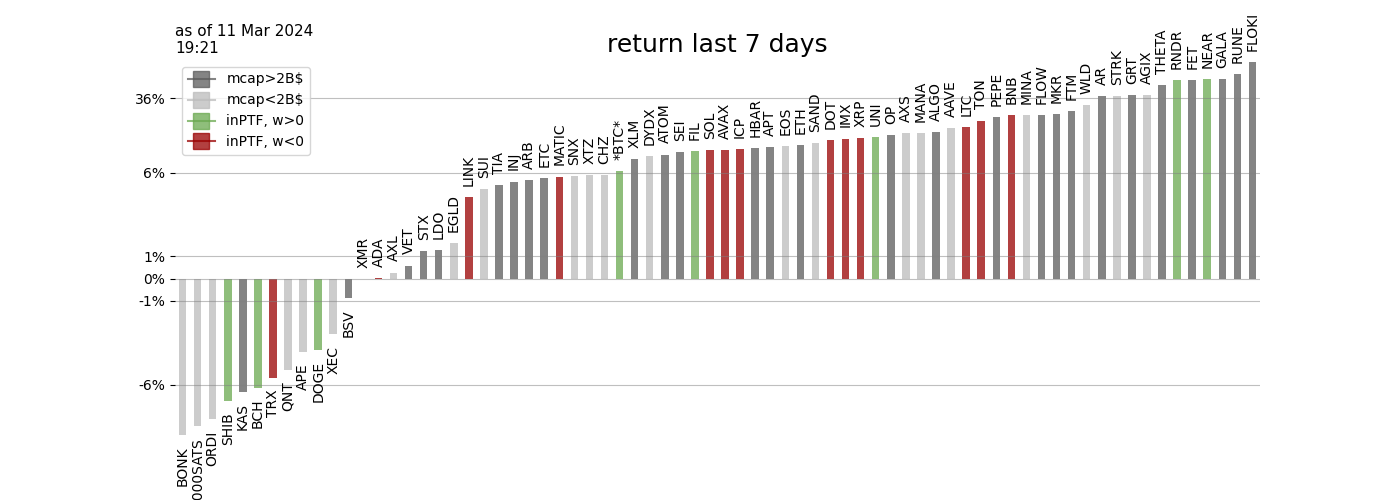 as of 11 Mar 2024
19:21
return last 7 days
mcap>2B$
mcap<2B$
inPTF, w>0
inPTF, w<0
36%
6%
1%
0%
-1%
-6%
BONK
000SATS
ORDI
SHIB
KAS
BCH
TRX
QNT
APE
DOGE
XEC
BSV
XMR
ADA
AXL
VET
STX
LDO
EGLD
LINK
SUI
TIA
INJ
ARB
ETC
MATIC
SNX
XTZ
CHZ
*BTC*
XLM
DYDX
ATOM
SEI
FIL
SOL
AVAX
ICP
HBAR
APT
EOS
ETH
SAND
DOT
IMX
XRP
UNI
OP
AXS
MANA
ALGO
AAVE
LTC
TON
PEPE
BNB
MINA
FLOW
MKR
FTM
WLD
AR
STRK
GRT
AGIX
THETA
RNDR
FET
NEAR
GALA
RUNE
FLOKI